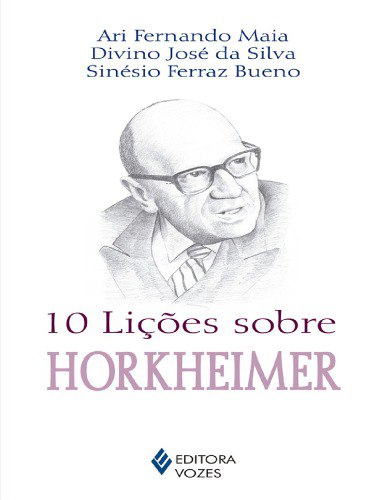 Ari Fernando Maia
Divino José da Silva
Sinésio Ferraz Bueno
10 Lições sobre
HORKHEIMER
EDITORA
VOZES